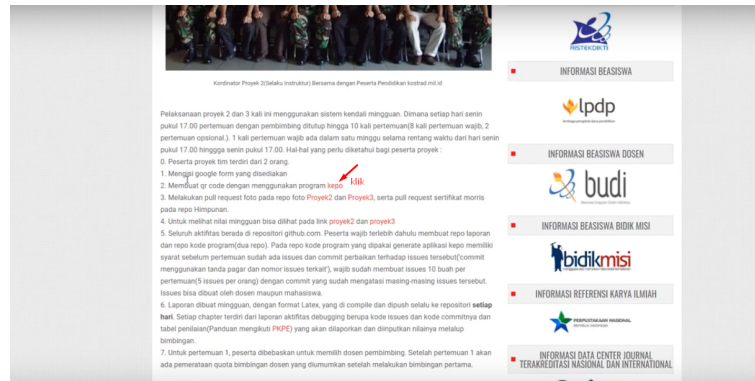 RISTEKDIKTI
Kordinator Proyek 2(Selaku Instruktur) Bersama dengan Peserta Pendidikan kostrad.mil.id
INFORMASI BEASISWA
lpdp
Pelaksanaan proyek 2 dan 3 kali ini menggunakan sistem kendali mingguan. Dimana setiap hari senin
pukul 17.00 pertemuan dengan pembimbing ditutup hingga 10 kali pertemuan(8 kali pertemuan wajib, 2
pertemuan opsional.). 1 kali pertemuan wajib ada dalam satu minggu selama rentang waktu dari hari senin
pukul 17.00 hinggga senin pukul 17.00. Hal-hal yang perlu diketahui bagi peserta proyek :
0. Peserta proyek tim terdiri dari 2 orang.
1. Mengisi google form yang disediakan
2. Membuat qr code dengan menggunakan program kepo
klik
3. Melakukan pull request foto pada repo foto Proyek2 dan Proyek3, serta pull request sertifikat morris
pada repo Himpunan.
4. Untuk melihat nilai mingguan bisa dilihat pada link proyek2 dan proyek3
5. Seluruh aktifitas berada di repositori github.com. Peserta wajib terlebih dahulu membuat repo laporan
dan repo kode program(dua repo). Pada repo kode program yang dipakai generate aplikasi kepo memiliki
syarat sebelum pertemuan sudah ada issues dan commit perbaikan terhadap issues tersebut('commit
menggunakan tanda pagar dan nomor issues terkait'), wajib sudah membuat issues 10 buah per
pertemuan(5 issues per orang) dengan commit yang sudah mengatasi masing-masing issues tersebut.
Issues bisa dibuat oleh dosen maupun mahasiswa.
6. Laporan dibuat mingguan, dengan format Latex, yang di compile dan dipush selalu ke repositori setiap
hari. Setiap chapter terdiri dari laporan aktifitas debugging berupa kode issues dan kode commitnya dan
tabel penilaian(Panduan mengikuti PKPE) yang akan dilaporkan dan diinputkan nilainya melalup
bimbingan.
7. Untuk pertemuan 1, peserta dibebaskan untuk memilih dosen pembimbing. Setelah pertemuan 1 akan
ada pemerataan quota bimbingan dosen yang diumumkan setelah melakukan bimbingan pertama.
INFORMASI BEASISWA DOSEN
budi
INFORMASI BEASISWA BIDIK MISI
bidikmisi
INFORMASI REFERENSI KARYA ILMIAH
PERPUSTAKAAN NASIONAL
REPUBLIK INDONESIA
INFORMASI DATA CENTER JOURNAL
TERAKREDITASI NASIONAL DAN INTERNATIONAL